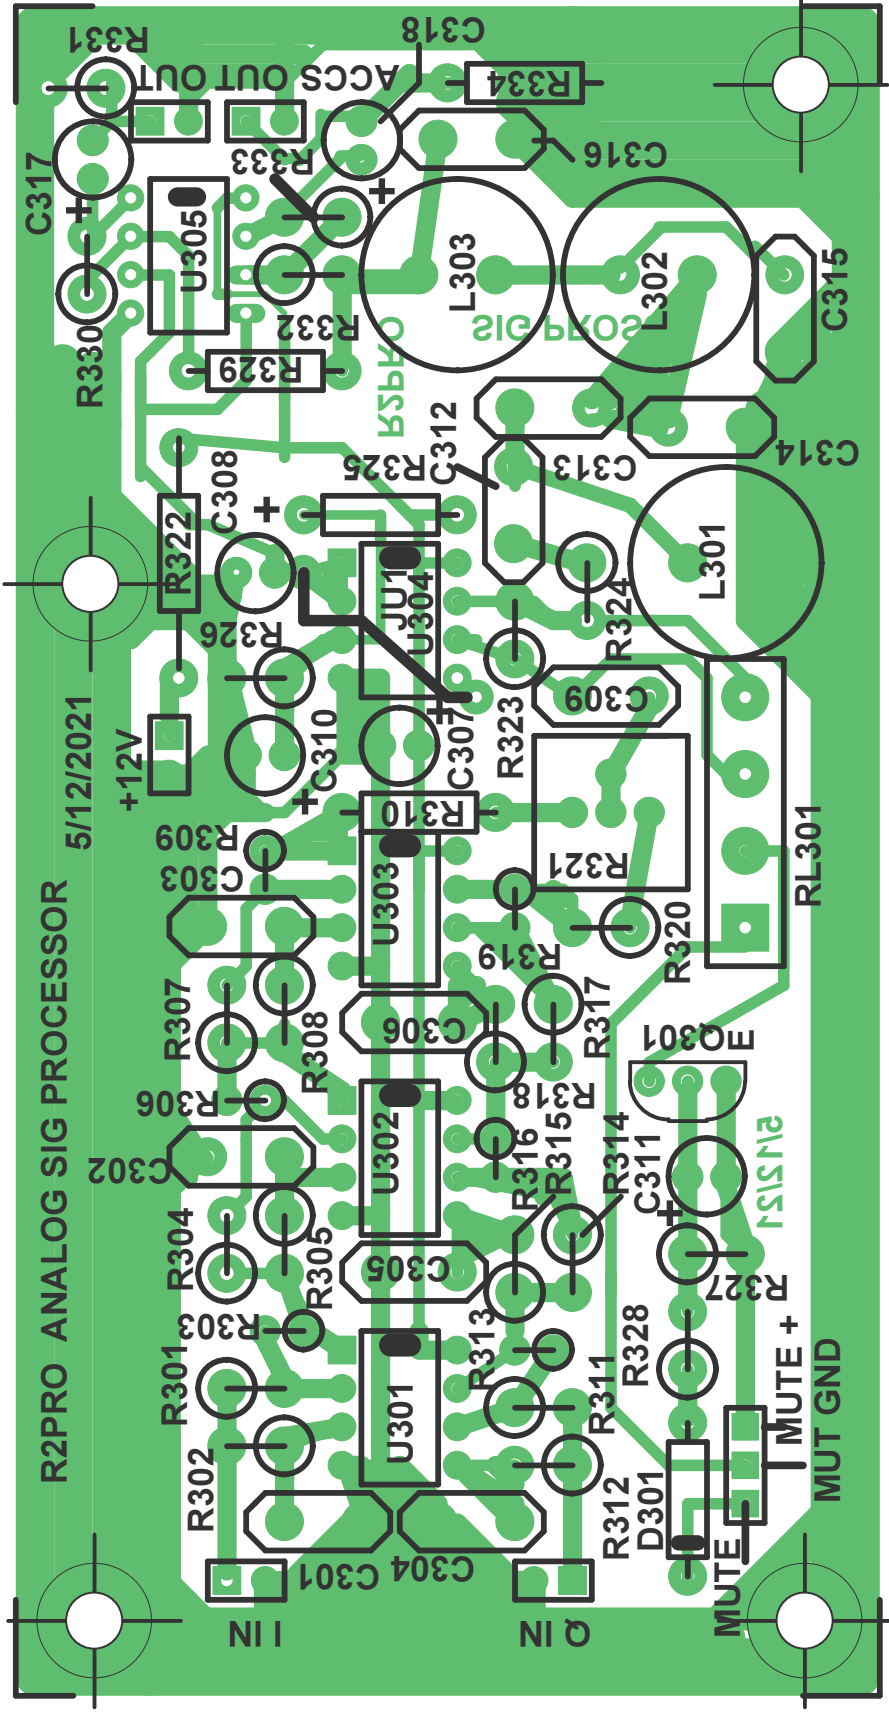 R331
C318
ACCS OUT OUT
R334
C317
R333
C316
U305
L303
L302
C315
R330
R332
R329
R2PRO
SIG PROS
C312
C314
C308
R325
C313
R322
JU1
U304
L301
R326
R324
5/12/2021
+12V
C310
C307
R323
C309
R309
R310
R321
C303
U303
RL301
R2PRO ANALOG SIG PROCESSOR
R319
R320
R307
R308
C306
R317
Q301
E
R306
R318
C302
U302
R316
R315
R314
C311
5/12/21
R304
R305
C305
R327
R303
R313
R328
R301
U301
R311
MUTE +
MUT GND
R302
R312
D301
C301
C304
MUTE
I IN
Q IN